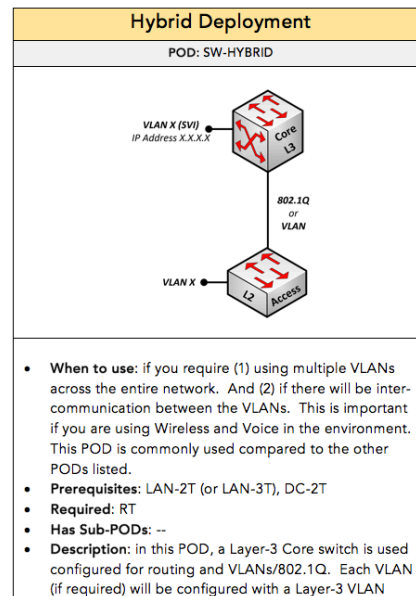 Hybrid Deployment
POD: SW-HYBRID
VLAN X (SVI)
IP Address X.X.X.X
Core
L3
802.1Q
or
VLAN
VLAN X
L2
Access
• When to use: if you require (1) using multiple VLANs
across the entire network. And (2) if there will be inter-
communication between the VLANs. This is important
if you are using Wireless and Voice in the environment.
This POD is commonly used compared to the other
PODs listed.
• Prerequisites: LAN-2T (or LAN-3T), DC-2T
• Required: RT
• Has Sub-PODs: --
• Description: in this POD, a Layer-3 Core switch is used
configured for routing and VLANs/802.1Q. Each VLAN
(if required) will be configured with a Layer-3 VLAN